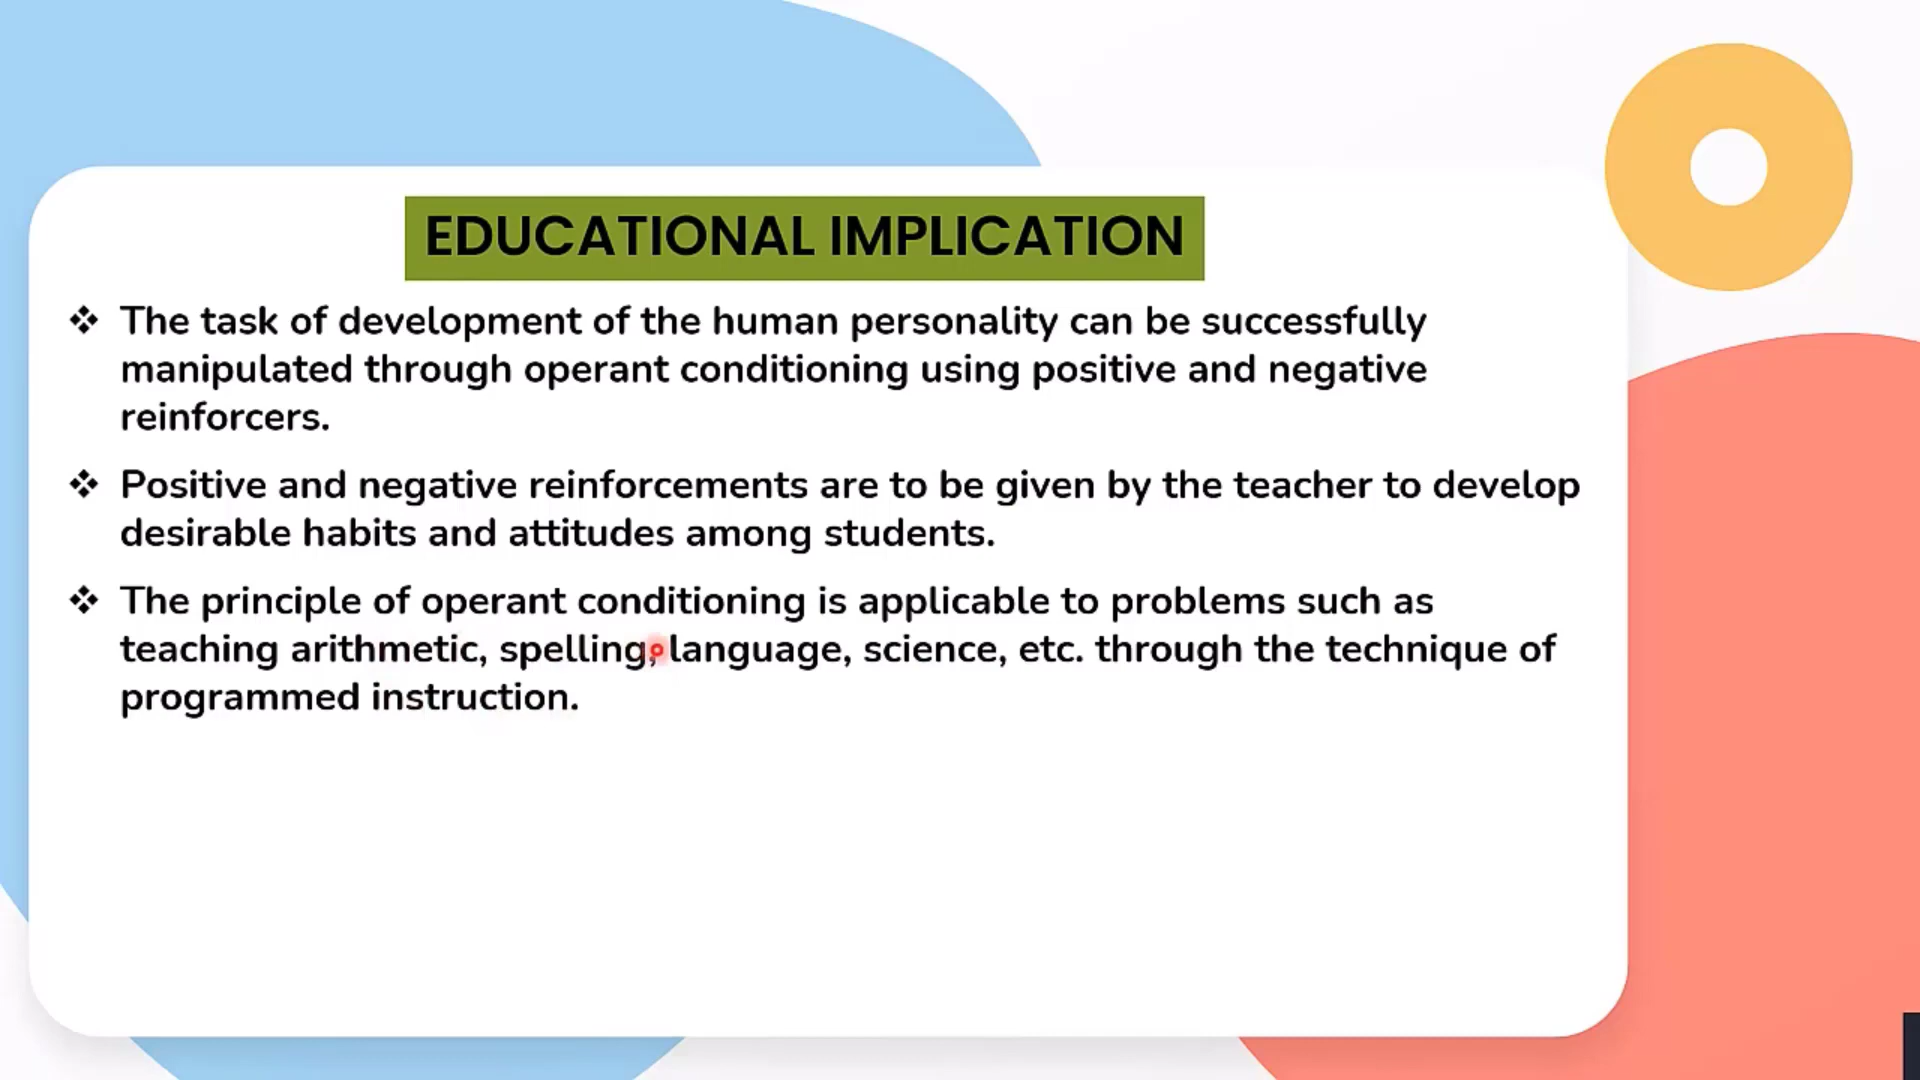 EDUCATIONAL IMPLICATION
❖ The task of development of the human personality can be successfully
manipulated through operant conditioning using positive and negative
reinforcers.
❖ Positive and negative reinforcements are to be given by the teacher to develop
desirable habits and attitudes among students.
❖ The principle of operant conditioning is applicable to problems such as
teaching arithmetic, spelling, language, science, etc. through the technique of
programmed instruction.